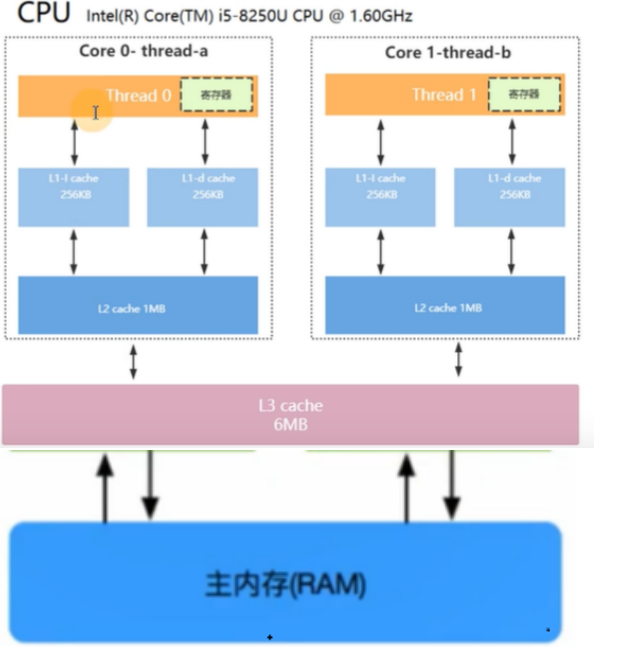 CPU Intel(R) Core(TM) i5-8250U CPU @ 1.60GHz
Core 0- thread-a
Core 1-thread-b
Thread 0
寄存器
Thread 1
寄存器
L1-I cache
256KB
L1-d cache
256KB
L1-I cache
256KB
L1-d cache
256KB
L2 cache 1MB
L2 cache 1MB
L3 cache
6MB
主内存(RAM)